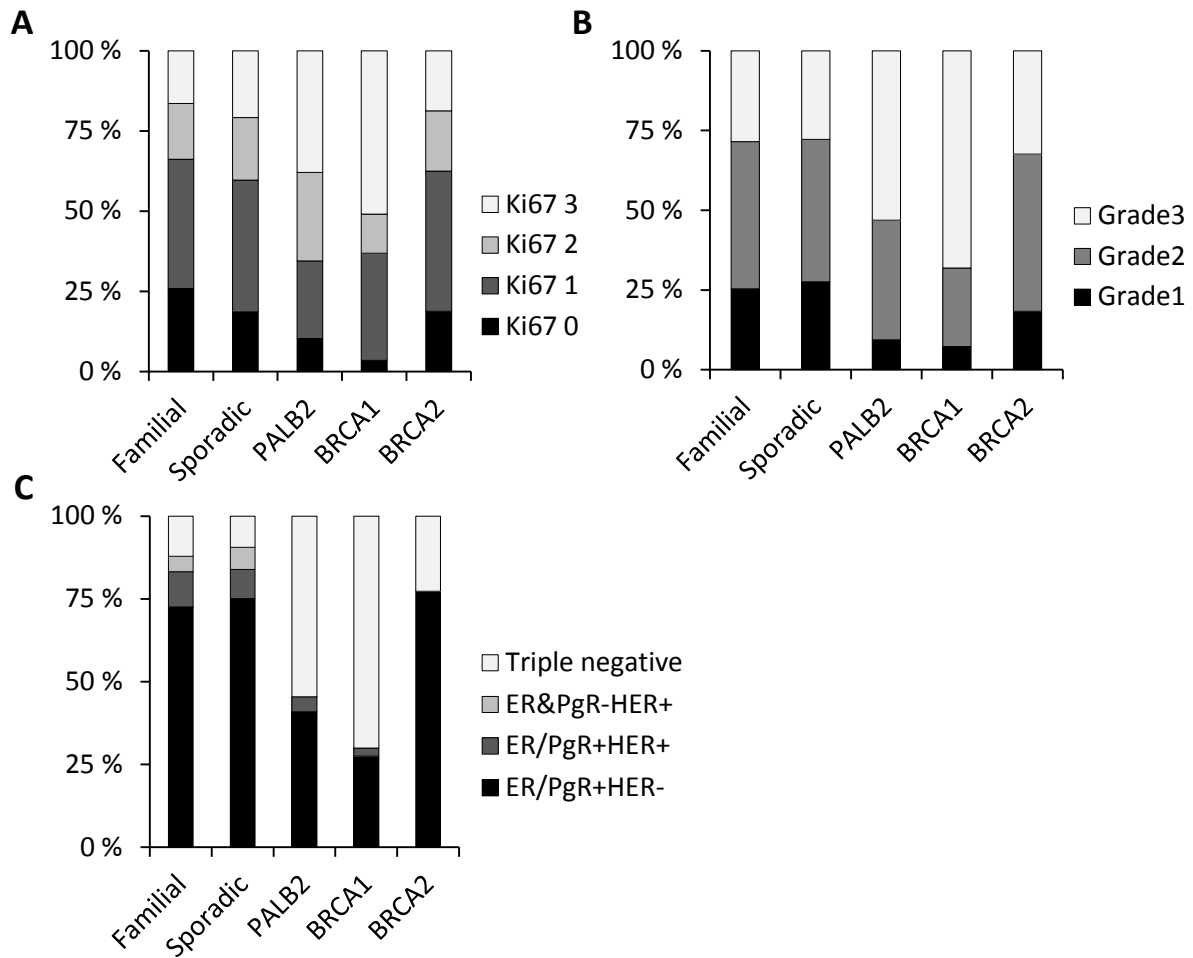 A
100 %
75 %
50 %
25 %
0 %
Familial
Sporadic
PALB2
BRCA1
BRCA2
Ki67 3
Ki67 2
Ki67 1
Ki67 0
B
100 %
75 %
50 %
25 %
0 %
Familial
Sporadic
PALB2
BRCA1
BRCA2
Grade3
Grade2
Grade1
C
100 %
75 %
50 %
25 %
0 %
Familial
Sporadic
PALB2
BRCA1
BRCA2
Triple negative
ER&PgR-HER+
ER/PgR+HER+
ER/PgR+HER-